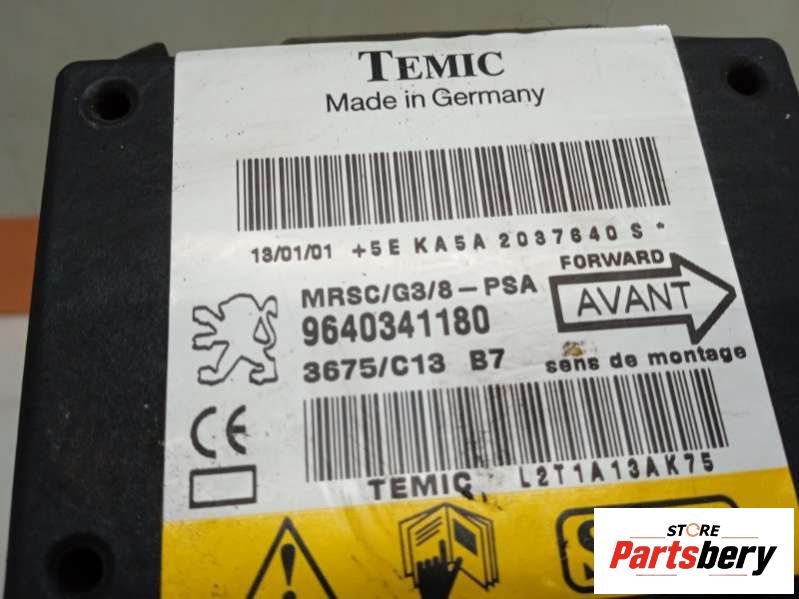 TEMIC
Made in Germany
13/01/01 +5E KA5A 2037640 S*
FORWARD
MRSC/G3/8-PSA
AVANT
9640341180
3675/C13 B7
sens de montage
CE
TEMIC
L2T1A13AK75
STORE
Partsbery